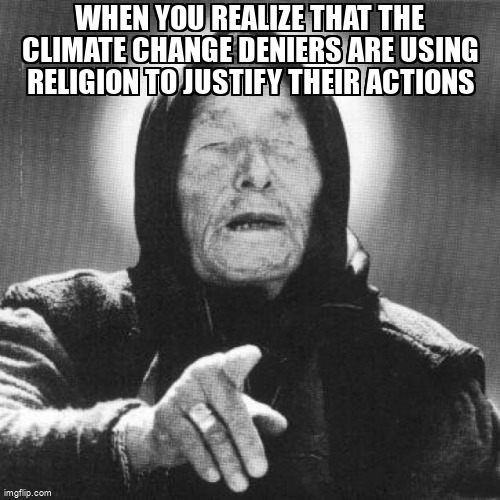 WHEN YOU REALIZE THAT THE
CLIMATE CHANGE DENIERS ARE USING
RELIGION TO JUSTIFY THEIR ACTIONS
imgflip.com